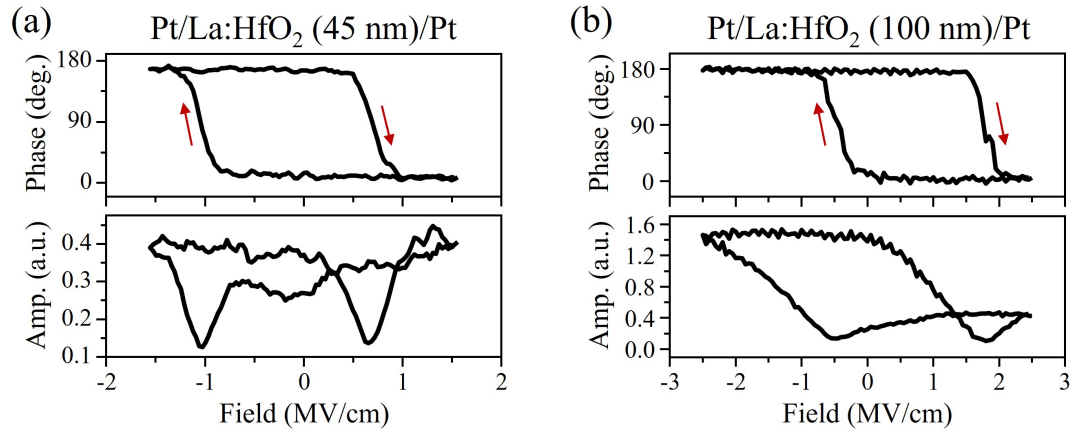 (a)
Pt/La:HfO₂ (45 nm)/Pt
Phase (deg.)
180
90
0
Amp. (a.u.)
0.4
0.3
0.2
0.1
-2 -1 0 1 2
Field (MV/cm)
(b)
Pt/La:HfO₂ (100 nm)/Pt
Phase (deg.)
180
90
0
Amp. (a.u.)
1.6
1.2
0.8
0.4
0.0
-3 -2 -1 0 1 2 3
Field (MV/cm)